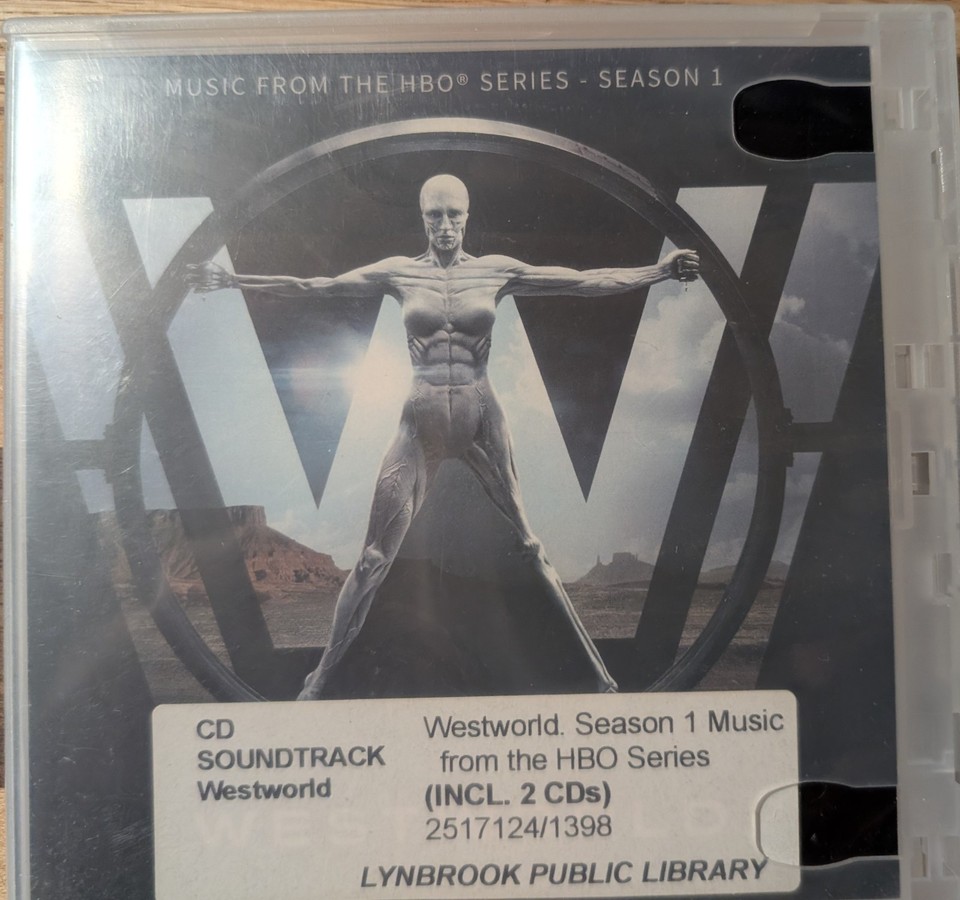 MUSIC FROM THE HBO® SERIES - SEASON 1
CD
SOUNDTRACK
Westworld
Westworld. Season 1 Music
from the HBO Series
(INCL. 2 CDs)
2517124/1398
LYNBROOK PUBLIC LIBRARY